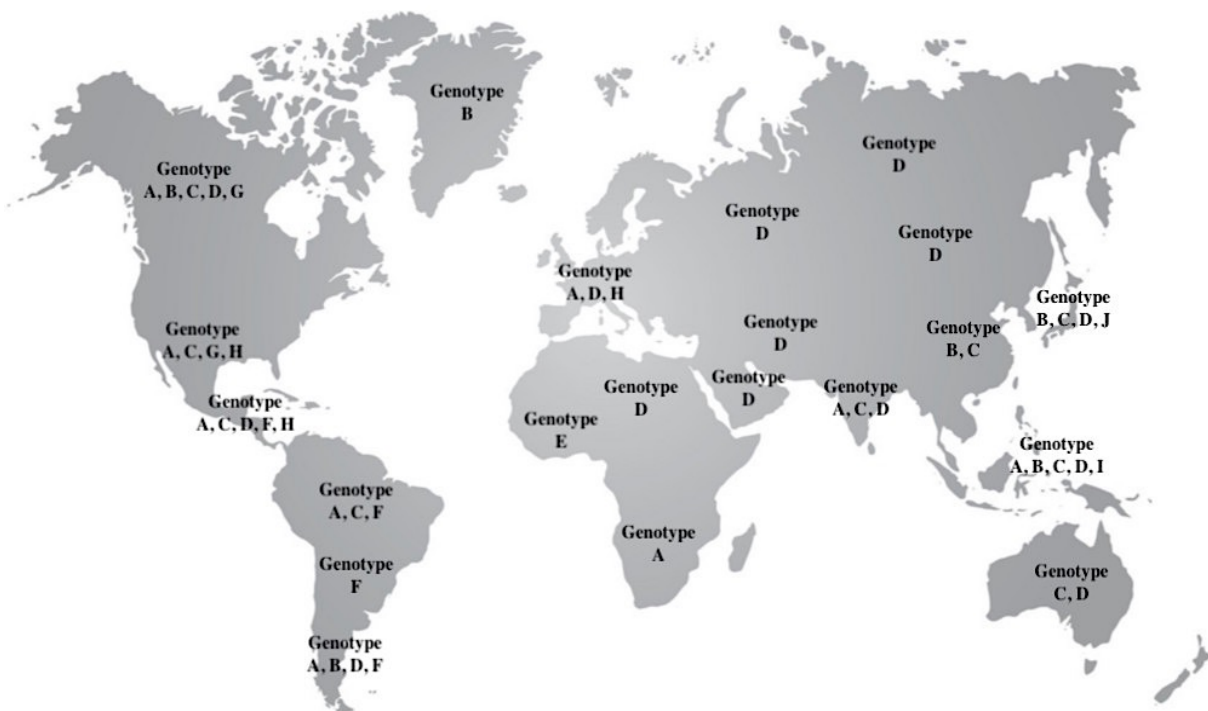 Genotype
B
Genotype
D
Genotype
A, B, C, D, G
Genotype
D
Genotype
D
Genotype
A, D, H
Genotype
B, C, D, J
Genotype
A, C, G, H
Genotype
D
Genotype
B, C
Genotype
D
Genotype
D
Genotype
A, C, D
Genotype
A, C, D, F, H
Genotype
E
Genotype
A, B, C, D, I
Genotype
A, C, F
Genotype
A
Genotype
F
Genotype
C, D
Genotype
A, B, D, F